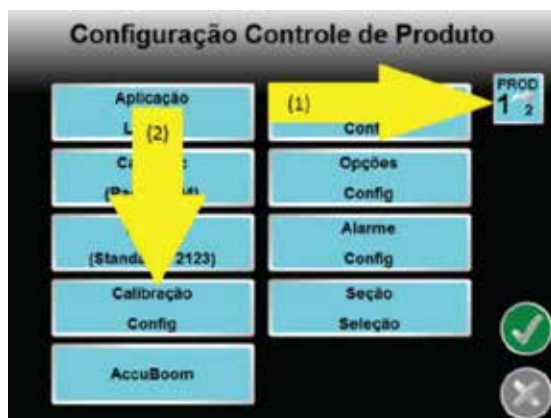 Configuração Controle de Produto
Aplicação
(1)
PROD
1 2
(2)
Opções
Config
Alarme
Config
Calibração
Config
Seção
Seleção
AccuBoom